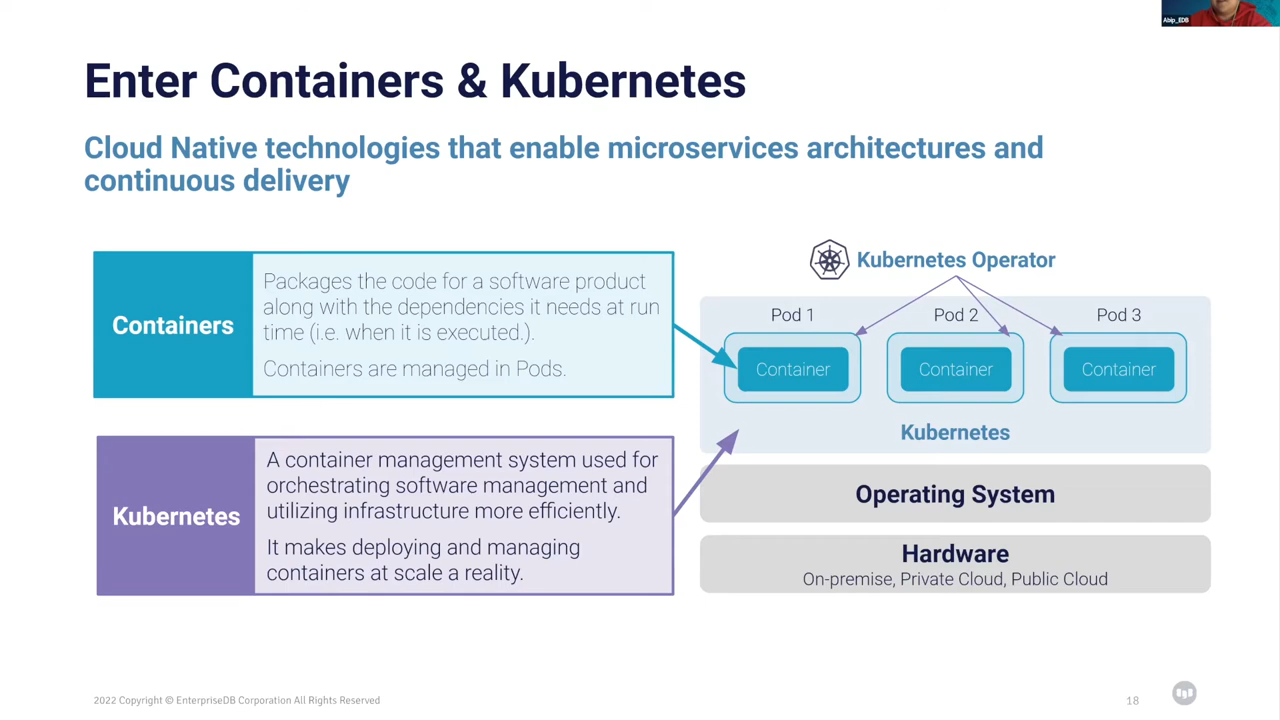 Abip_EDB
Enter Containers & Kubernetes
Cloud Native technologies that enable microservices architectures and
continuous delivery
Containers
Packages the code for a software product
along with the dependencies it needs at run
time (i.e. when it is executed.).
Containers are managed in Pods.
Kubernetes
A container management system used for
orchestrating software management and
utilizing infrastructure more efficiently.
It makes deploying and managing
containers at scale a reality.
Kubernetes Operator
Pod 1
Pod 2
Pod 3
Container
Container
Container
Kubernetes
Operating System
Hardware
On-premise, Private Cloud, Public Cloud
2022 Copyright © EnterpriseDB Corporation All Rights Reserved
18